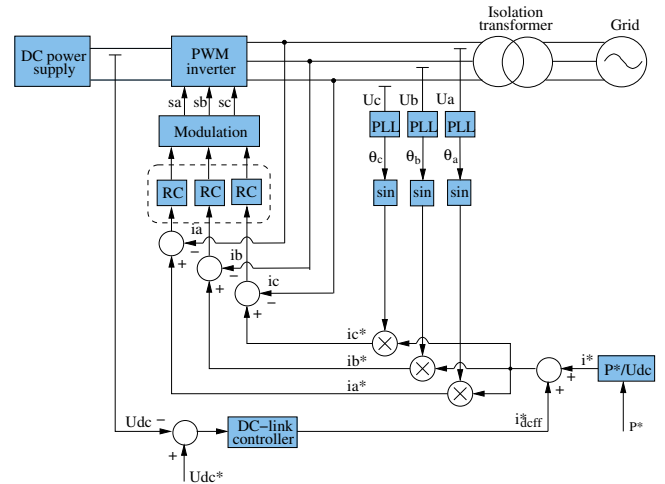 Isolation
transformer
Grid
DC power
supply
PWM
inverter
sa
sb
sc
Uc
Ub
Ua
Modulation
PLL
PLL
PLL
θc
θb
θa
RC
RC
RC
sin
sin
sin
ia
−
+
ib
−
+
ic
−
+
ic*
ib*
i*
P*/Udc
+
+
ia*
Udc
−
+
DC−link
controller
i*dcff
P*
Udc*